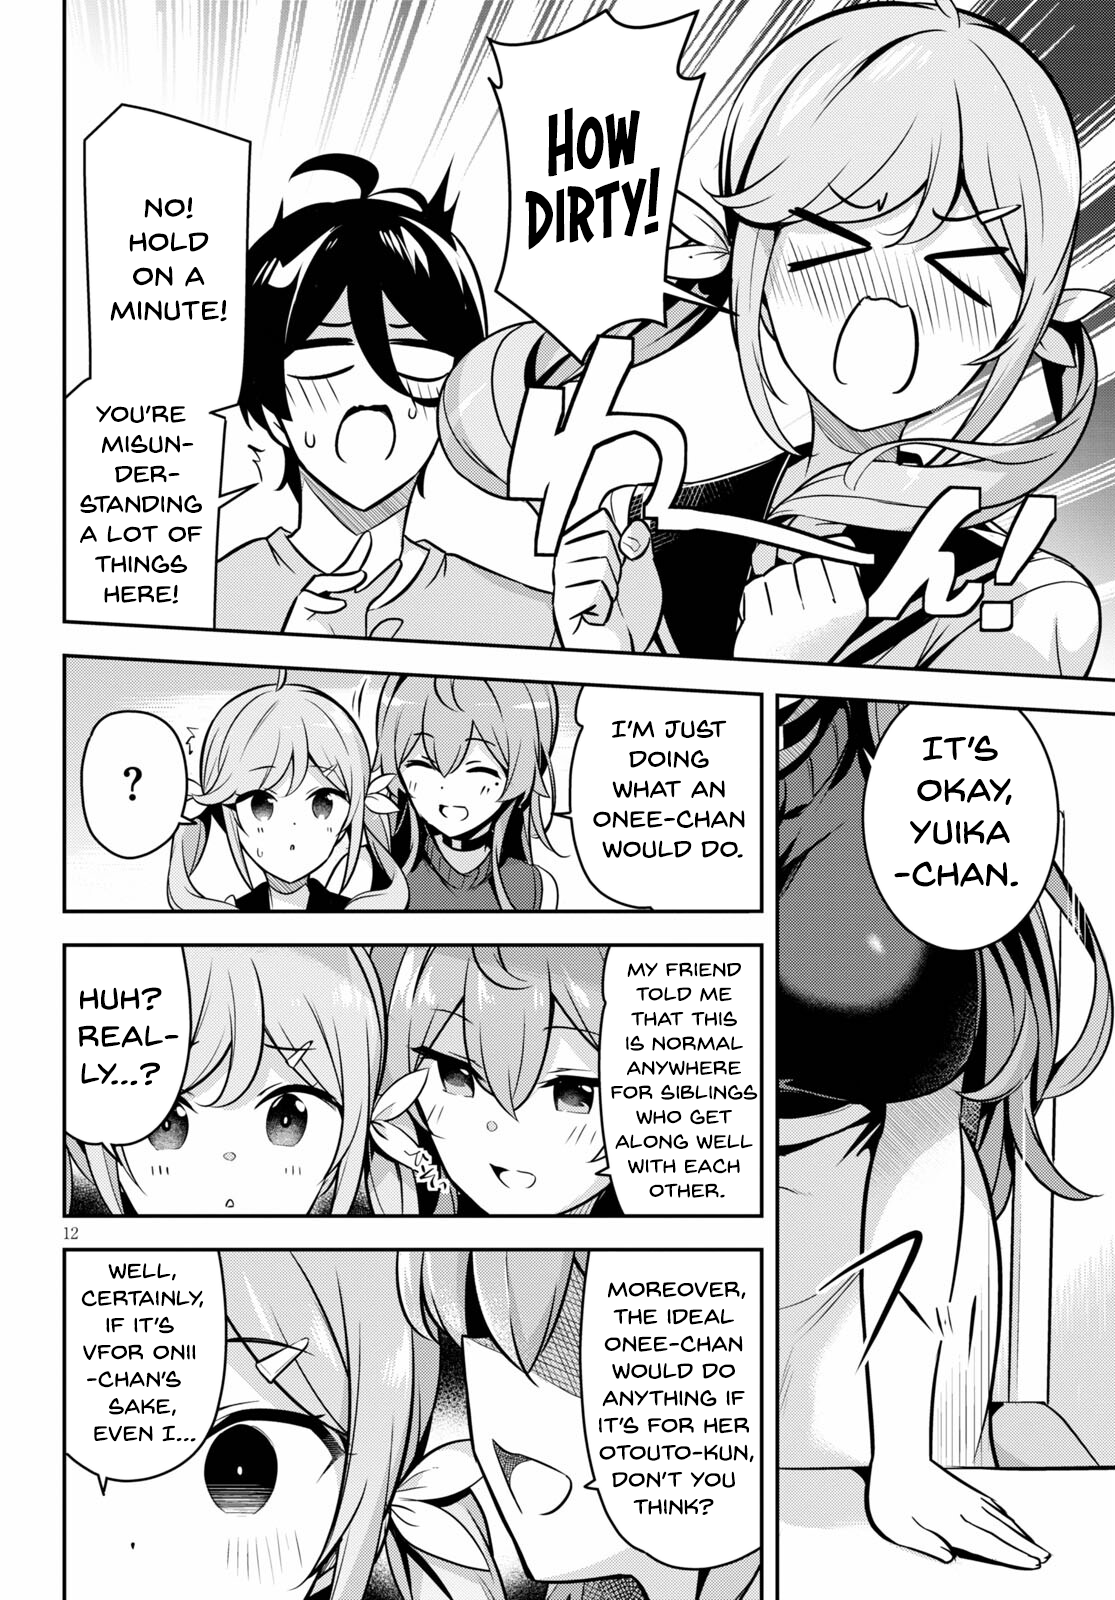 HOW
DIRTY!
わ~ん!
NO!
HOLD
ON A
MINUTE!
YOU'RE
MISUN-
DER-
STANDING
A LOT OF
THINGS
HERE!
IT'S
OKAY,
YUIKA
-CHAN.
I'M JUST
DOING
WHAT AN
ONEE-CHAN
WOULD DO.
?
MY FRIEND
TOLD ME
THAT THIS
IS NORMAL
ANYWHERE
FOR SIBLINGS
WHO GET
ALONG WELL
WITH EACH
OTHER.
HUH?
REAL-
LY...?
12
MOREOVER,
THE IDEAL
ONEE-CHAN
WOULD DO
ANYTHING IF
IT'S FOR HER
OTOUTO-KUN,
DON'T YOU
THINK?
WELL,
CERTAINLY,
IF IT'S
VFOR ONII
-CHAN'S
SAKE,
EVEN I...